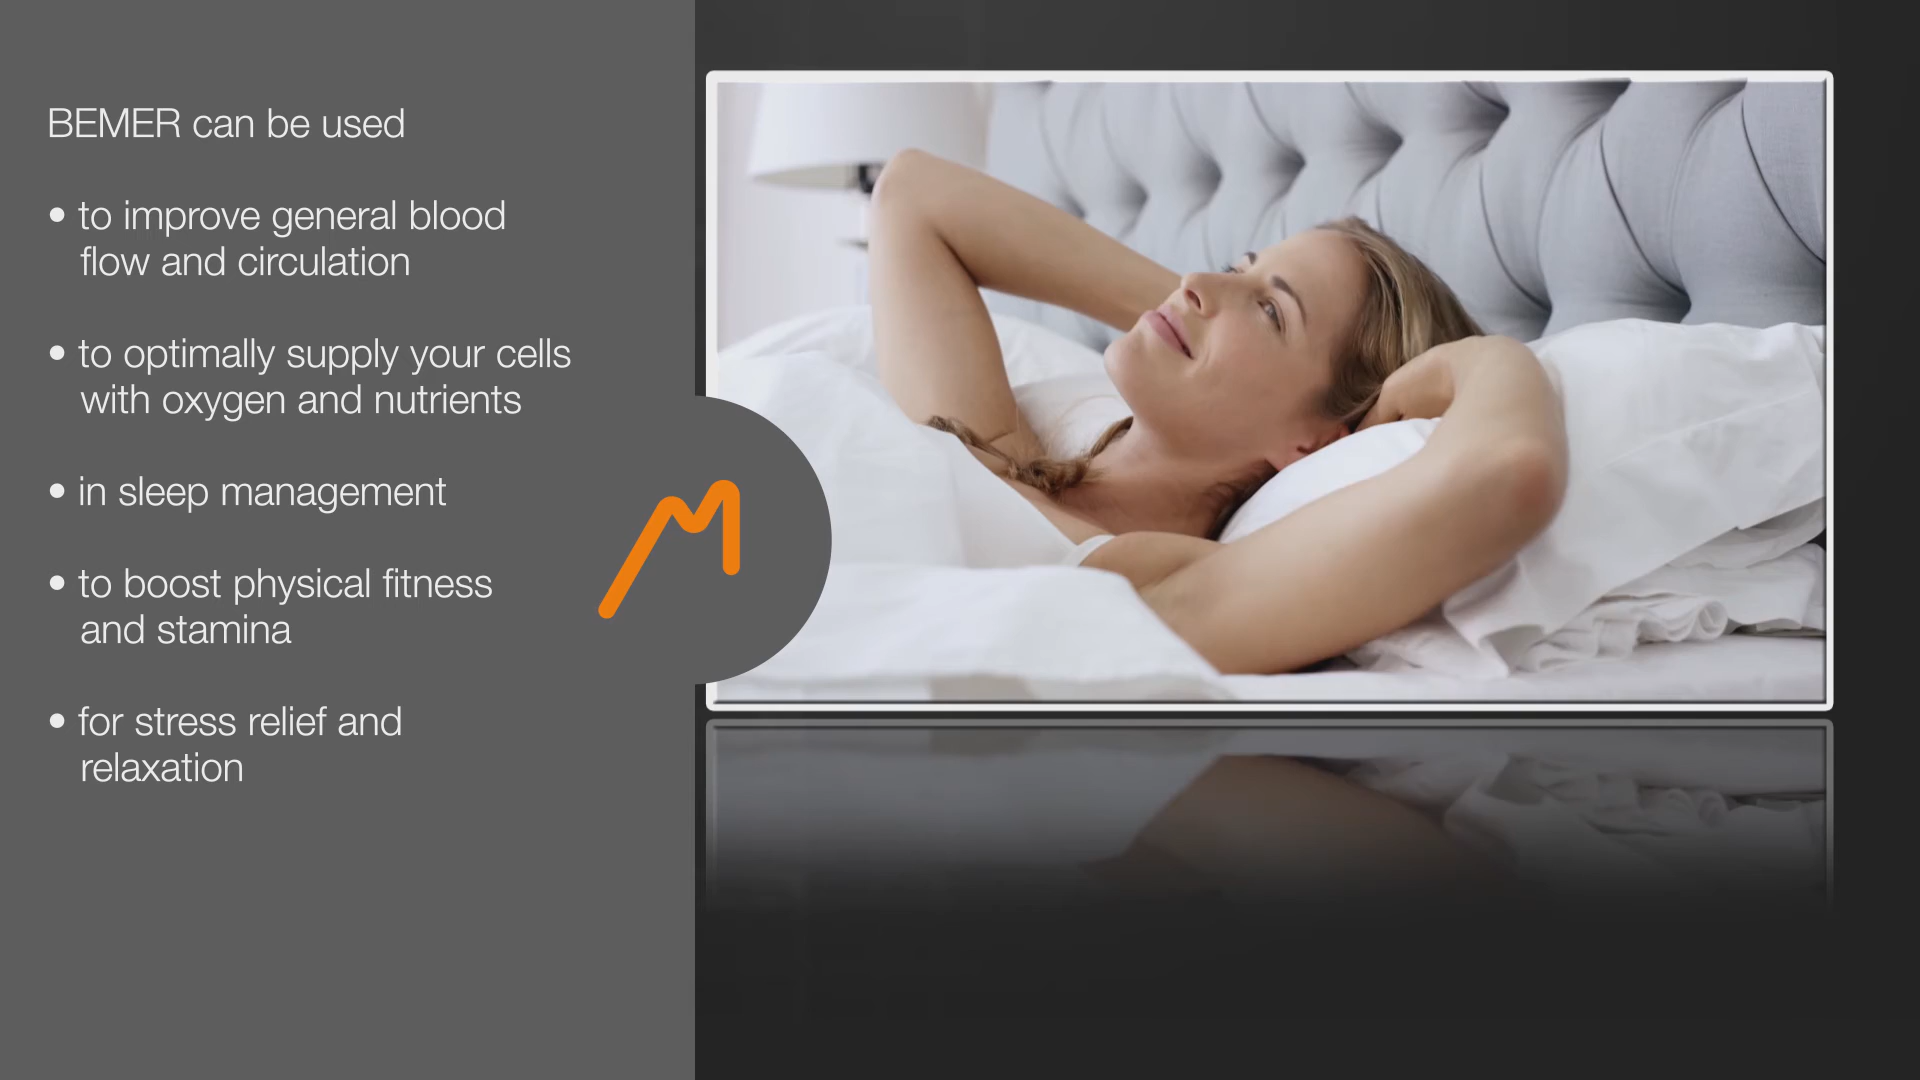 BEMER can be used
• to improve general blood
flow and circulation
• to optimally supply your cells
with oxygen and nutrients
• in sleep management
• to boost physical fitness
and stamina
• for stress relief and
relaxation